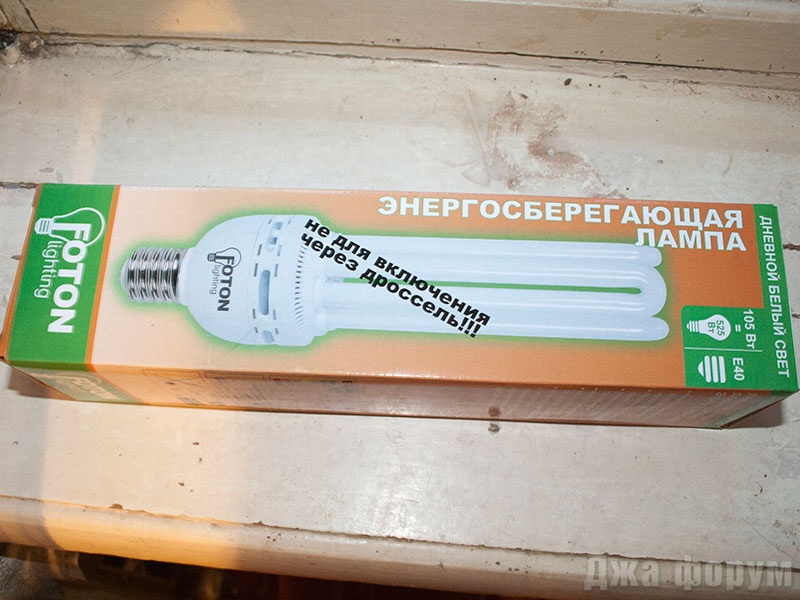 FOTON
lighting
ЭНЕРГОСБЕРЕГАЮЩАЯ
ЛАМПА
FOTON
lighting
не для включения
через дроссель!!!
ДНЕВНОЙ БЕЛЫЙ СВЕТ
105 Вт
=
525
Вт
E40
Джа форум